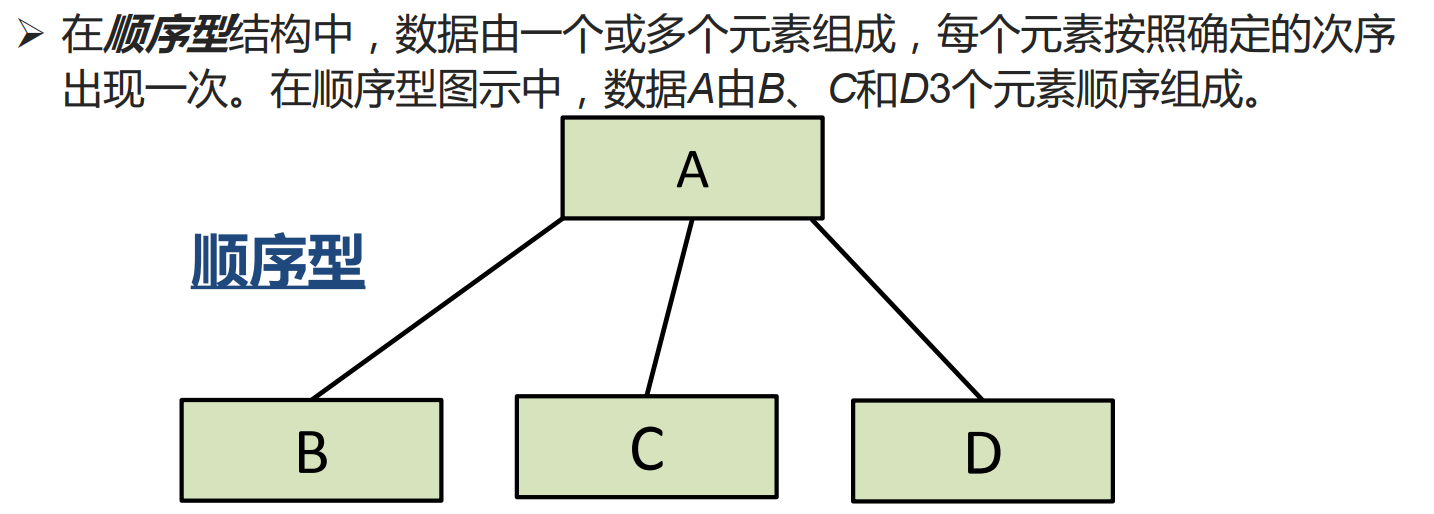 ➢ 在顺序型结构中，数据由一个或多个元素组成，每个元素按照确定的次序
出现一次。在顺序型图示中，数据A由B、C和D3个元素顺序组成。
A
顺序型
B
C
D